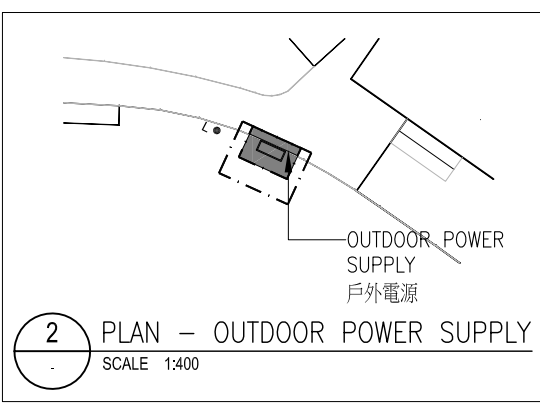 OUTDOOR POWER
SUPPLY
戶外電源
2
-
PLAN - OUTDOOR POWER SUPPLY
SCALE 1:400